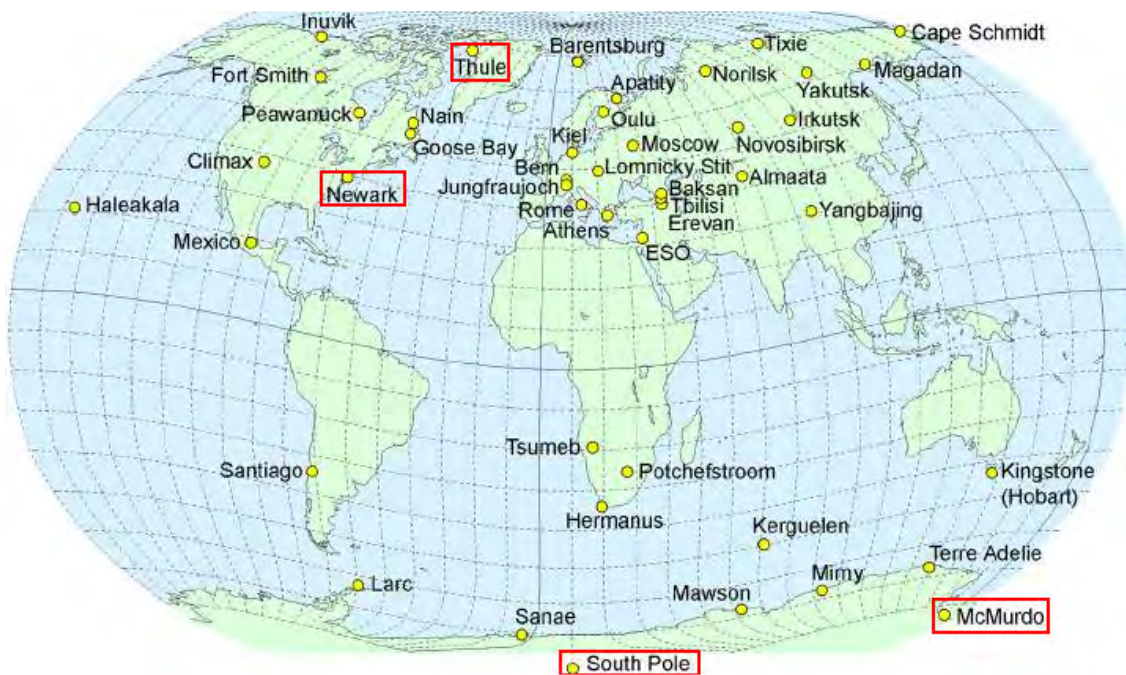 Inuvik
Cape Schmidt
Thule
Barentsburg
Tixie
Fort Smith
Norilsk
Magadan
Apatity
Yakutsk
Peawanuck
Nain
Oulu
Irkutsk
Kiel
Moscow
Novosibirsk
Goose Bay
Climax
Bern
Lomnicky Stit
Almaata
Newark
Jungfraujoch
Baksan
Haleakala
Rome
Tbilisi
Yangbajing
Mexico
Athens
Erevan
ESO
Tsumeb
Santiago
Potchefstroom
Kingstone
(Hobart)
Hermanus
Kerguelen
Terre Adelie
Larc
Mirny
Mawson
Sanae
McMurdo
South Pole